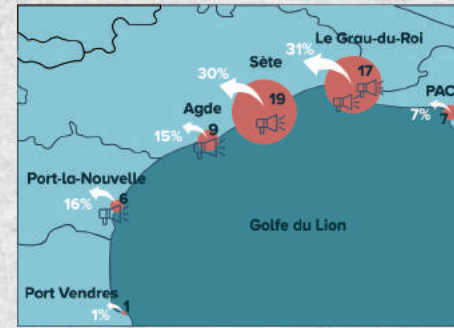 Le Grau-du-Roi
31%
17
Sète
30%
19
PAC
7%
7
Agde
15%
9
Port-la-Nouvelle
16%
6
Golfe du Lion
Port Vendres
1%
1